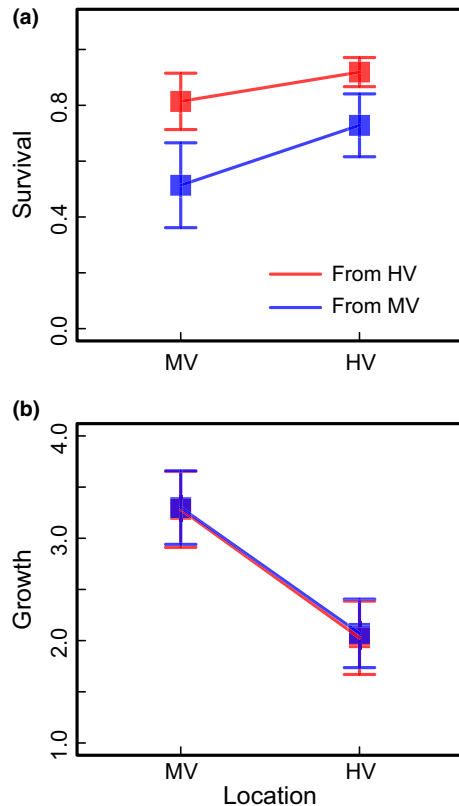 (a)
0.8
0.4
0.0
Survival
From HV
From MV
MV HV
(b)
4.0
3.0
2.0
1.0
Growth
MV HV
Location